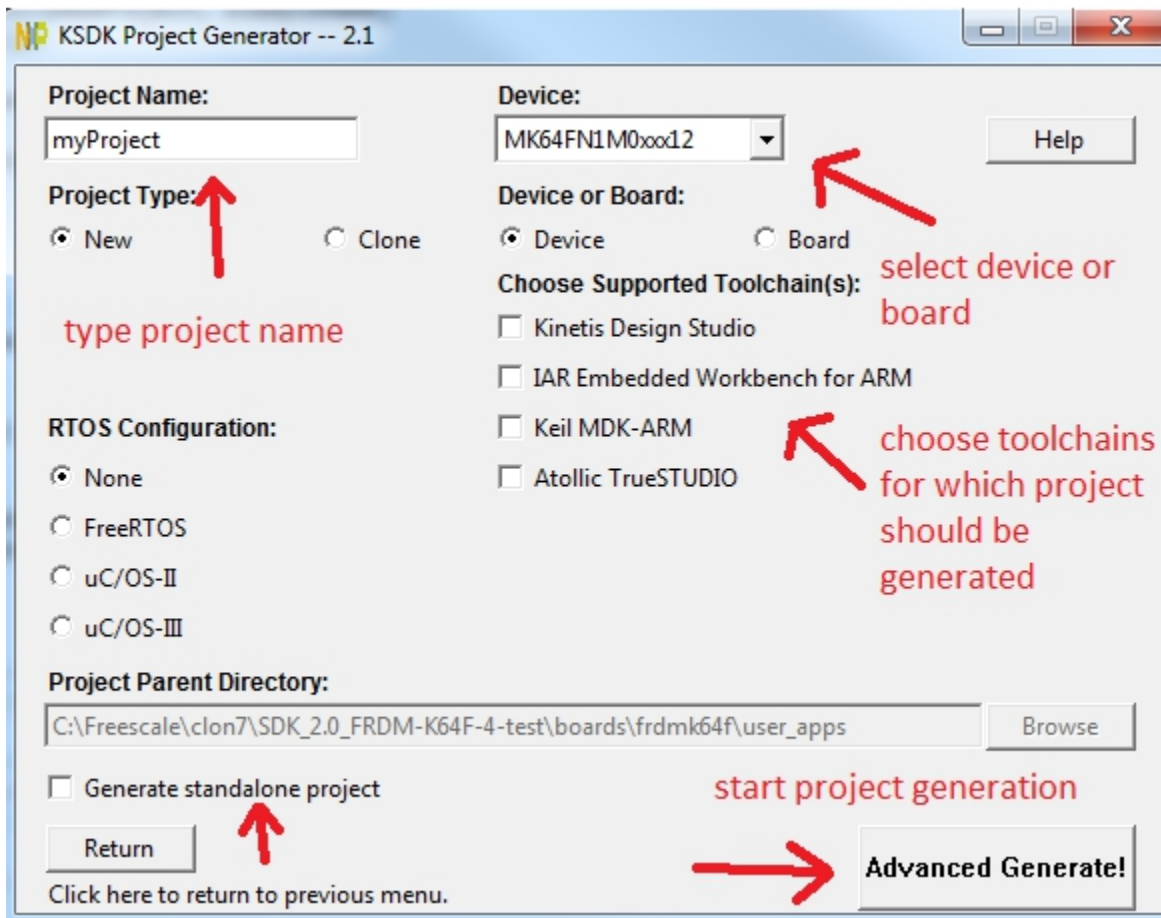 NP KSDK Project Generator -- 2.1
Project Name:
Device:
myProject
MK64FN1M0xxx12
Help
Project Type:
Device or Board:
New
Clone
Device
Board
select device or
board
type project name
Choose Supported Toolchain(s):
Kinetis Design Studio
IAR Embedded Workbench for ARM
RTOS Configuration:
Keil MDK-ARM
choose toolchains
for which project
should be
generated
None
Atollic TrueSTUDIO
FreeRTOS
uC/OS-II
uC/OS-III
Project Parent Directory:
C:\Freescale\clon7\SDK_2.0_FRDM-K64F-4-test\boards\frdmk64f\user_apps
Browse
Generate standalone project
start project generation
Return
Advanced Generate!
Click here to return to previous menu.